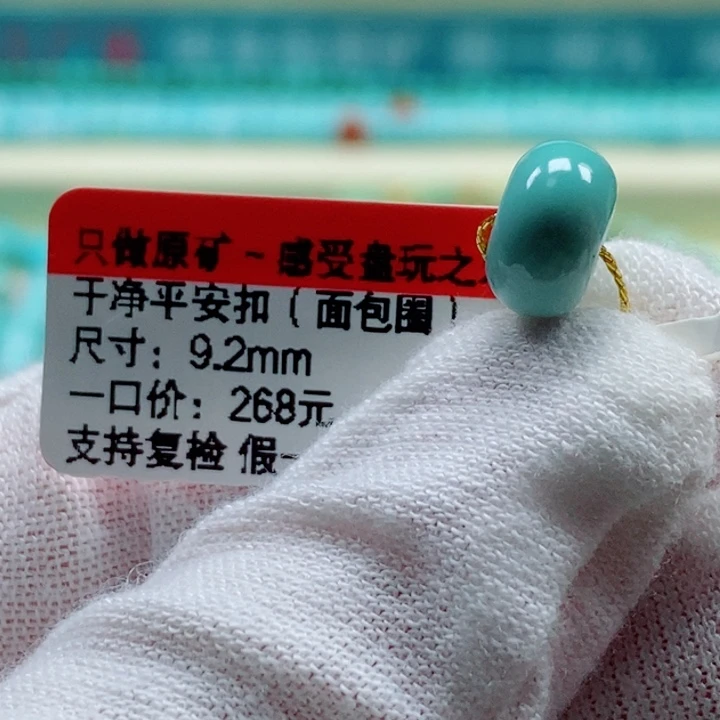 只做原矿 ~ 感受盘玩之
干净平安扣（面包圈）
尺寸：9.2mm
一口价：268元
支持复检 假一